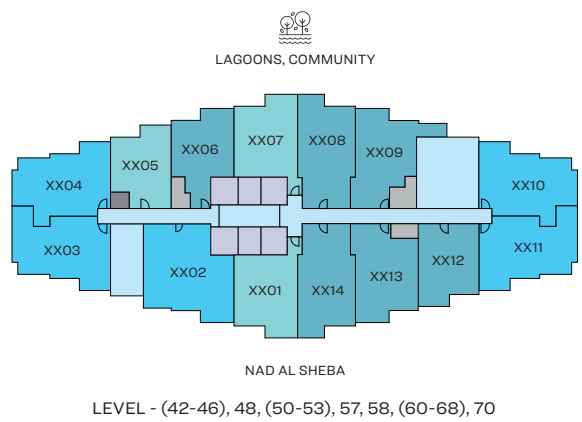 LAGOONS, COMMUNITY
XX07 XX08
XX06 XX09
XX05
XX04 XX10
XX03 XX11
XX02 XX12
XX01 XX14 XX13
NAD AL SHEBA
LEVEL - (42-46), 48, (50-53), 57, 58, (60-68), 70